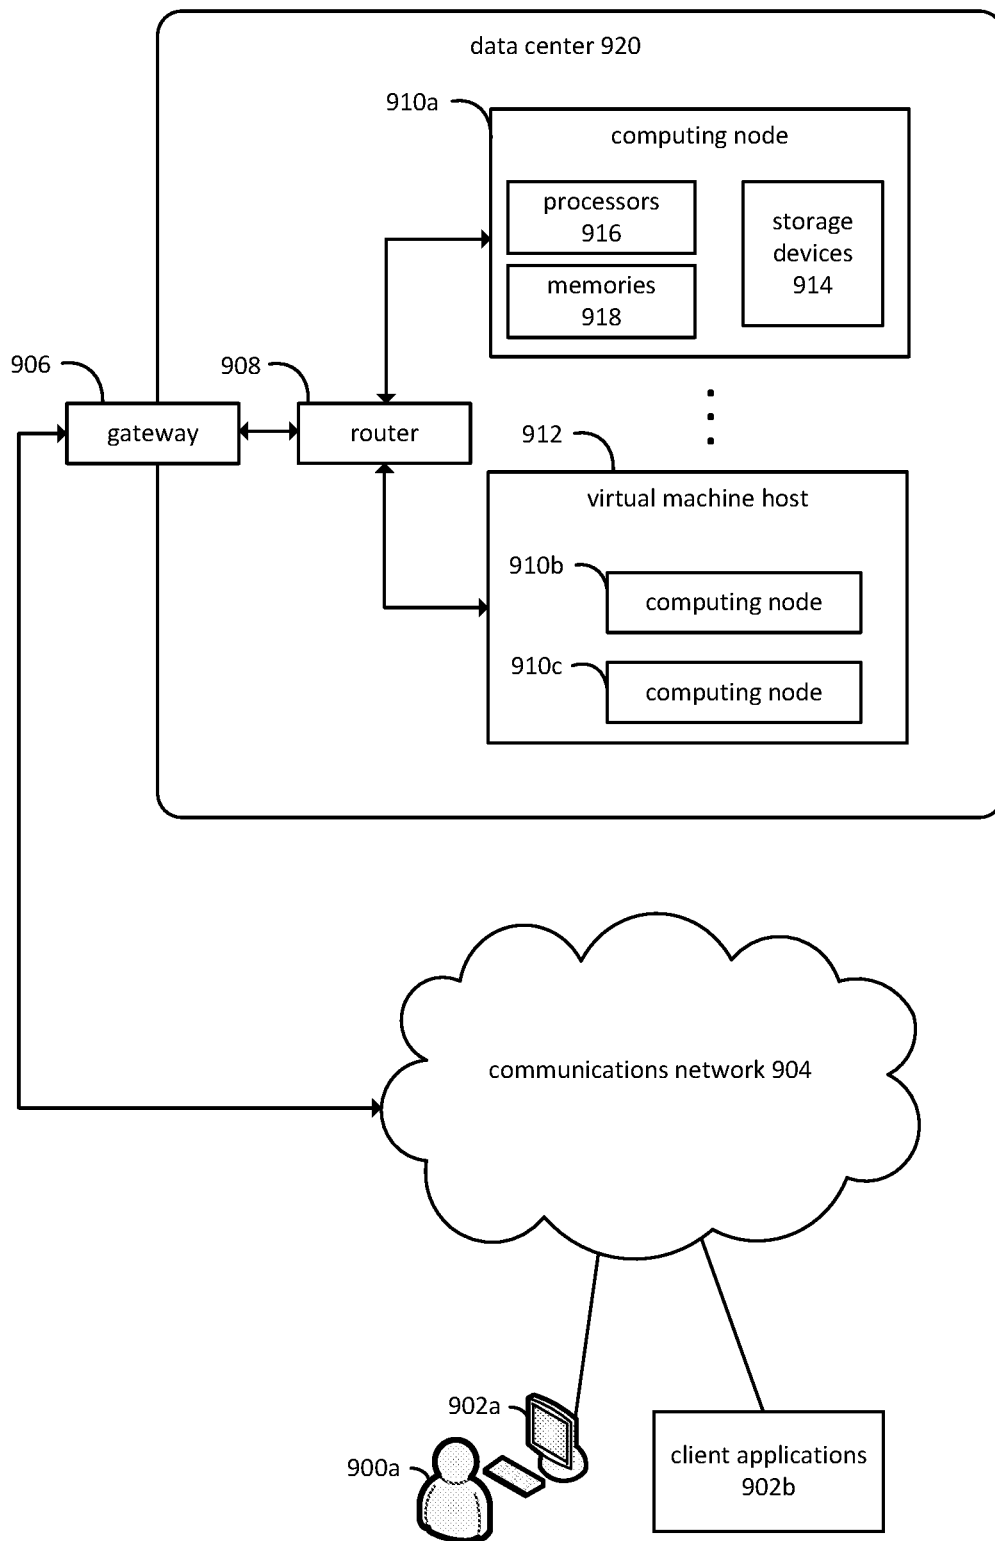 data center 920
910a
computing node
processors
916
storage
devices
914
memories
918
906
908
gateway
router
912
virtual machine host
910b
computing node
910c
computing node
communications network 904
902a
900a
client applications
902b